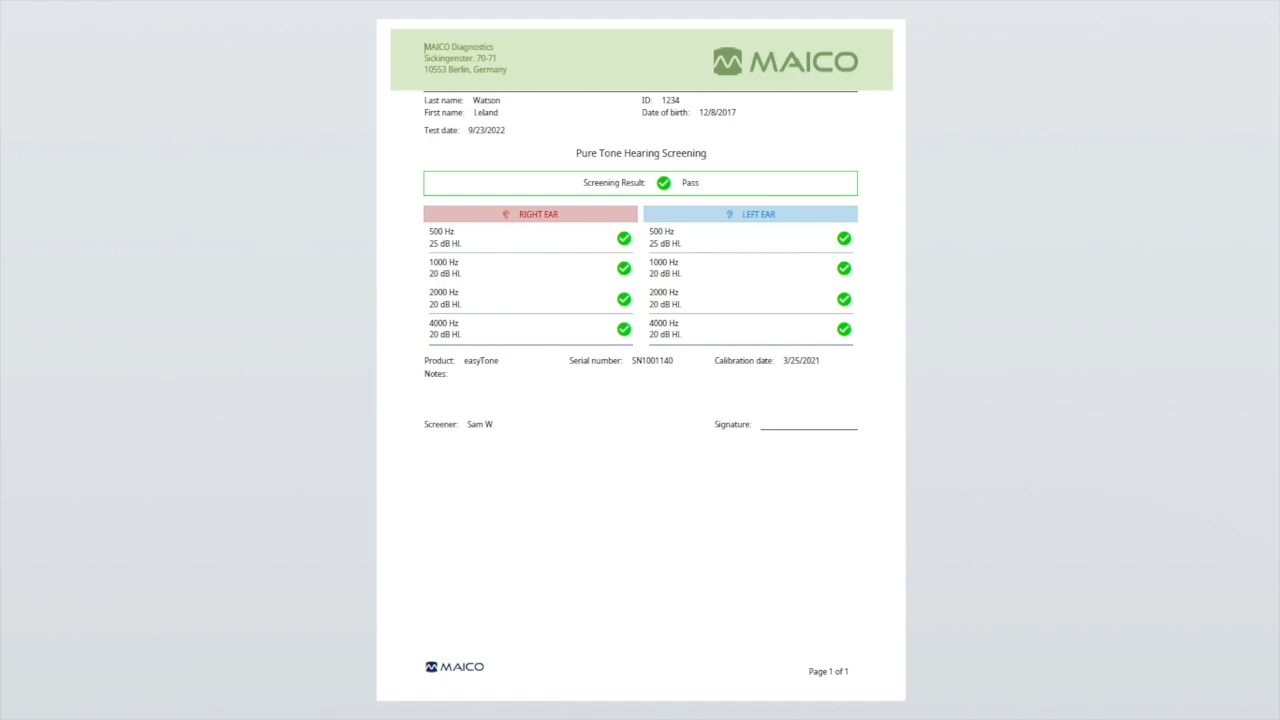 MAICO Diagnostics
Sickingenster. 70-71
10553 Berlin, Germany
MAICO
Last name: Watson
ID: 1234
First name: Leland
Date of birth: 12/8/2017
Test date: 9/23/2022
Pure Tone Hearing Screening
Screening Result: Pass
RIGHT EAR
LEFT EAR
500 Hz
25 dB HL
500 Hz
25 dB HL
1000 Hz
20 dB HL
1000 Hz
20 dB HL
2000 Hz
20 dB HL
2000 Hz
20 dB HL
4000 Hz
20 dB HL
4000 Hz
20 dB HL
Product: easyTone Serial number: SN1001140 Calibration date: 3/25/2021
Notes:
Screener: Sam W.
Signature:
MAICO
Page 1 of 1